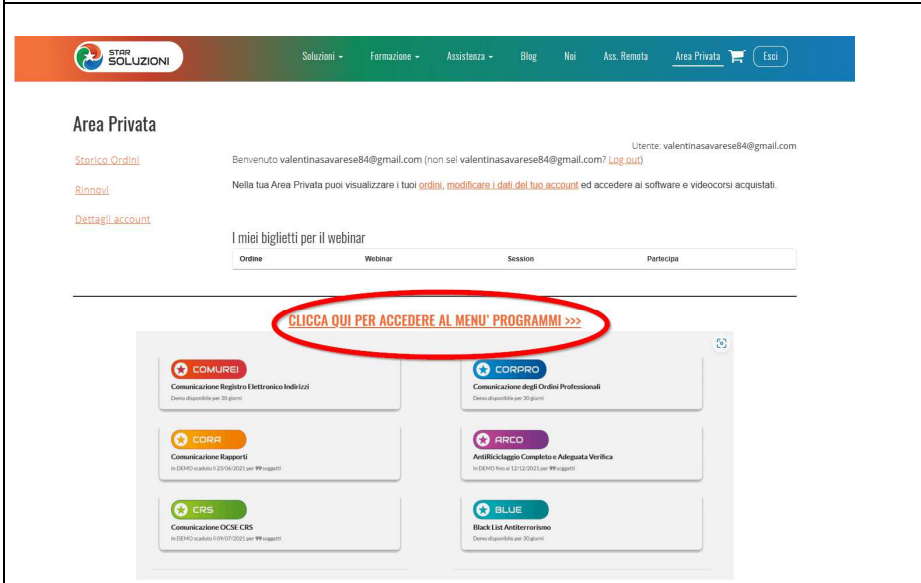 STAR
SOLUZIONI
Soluzioni
Formazione
Assistenza
Blog
Noi
Ass. Remota
Area Privata
Esci
Area Privata
Utente: valentinasavarese84@gmail.com
Storico Ordini
Benvenuto valentinasavarese84@gmail.com (non sei valentinasavarese84@gmail.com? Log out)
Rinnovi
Nella tua Area Privata puoi visualizzare i tuoi ordini, modificare i dati del tuo account ed accedere ai software e videocorsi acquistati.
Dettagli account
I miei biglietti per il webinar
Ordine Webinar Session Partecipa
CLICCA QUI PER ACCEDERE AL MENU' PROGRAMMI >>>
COMUREI
Comunicazione Registro Elettronico Indirizzi
Demo disponibile per 30 giorni
CORPRO
Comunicazione degli Ordini Professionali
Demo disponibile per 30 giorni
CORA
Comunicazione Rapporti
In DEMO scaduto il 25/06/2021 per 99 soggetti
ARCO
AntiRiciclaggio Completo e Adeguata Verifica
In DEMO fino al 12/12/2021 per 99 soggetti
CRS
Comunicazione OCSE CRS
In DEMO scaduto il 09/07/2021 per 99 soggetti
BLUE
Black List Antiterrorismo
Demo disponibile per 30 giorni